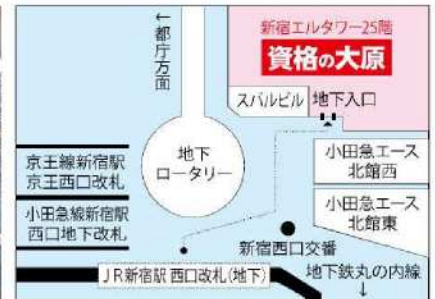 ←都庁方面
新宿エルタワー25階
資格の大原
スバルビル
地下入口
地下
ロータリー
京王線新宿駅
京王西口改札
小田急線新宿駅
西口地下改札
小田急エース
北館西
小田急エース
北館東
新宿西口交番
JR新宿駅 西口改札(地下)
地下鉄丸の内線
↓